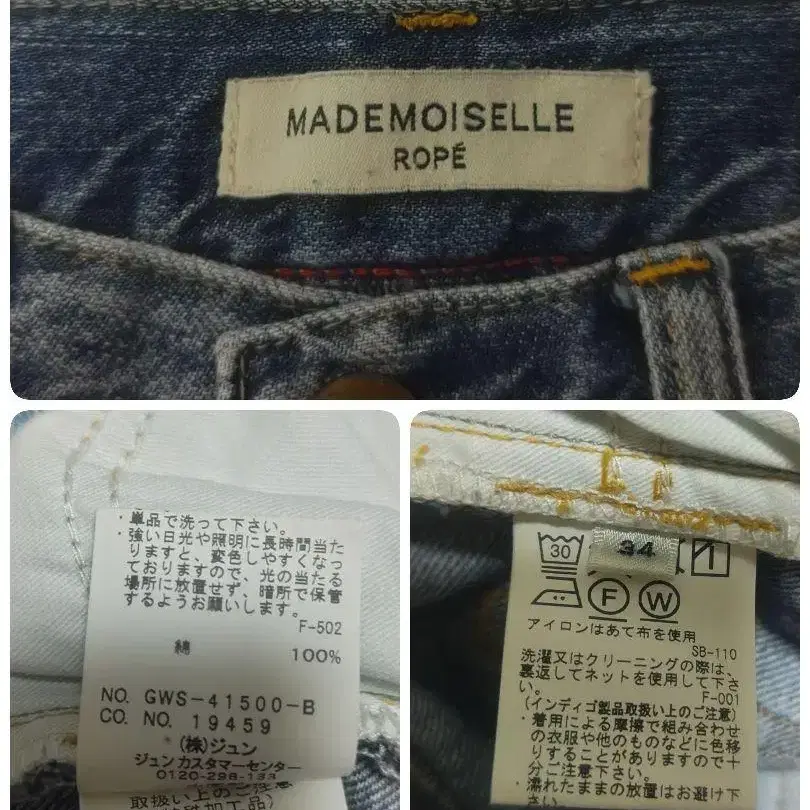 MADEMOISELLE
ROPÉ
・単品で洗って下さい。
・強い日光や照明に長時間当た
りますと、変色しやすくなっ
ておりますので、光の当たる
場所に放置せず、暗所で保管
するようお願いします。
F-502
綿 100%
NO. GWS-41500-B
CO. NO. 19459
(株)ジュン
ジュン カスタマーセンター
0120-298-133
取扱い上のご注意
30
34
F W
アイロンはあて布を使用
SB-110
洗濯又はクリーニングの際は、
裏返してネットを使用して下さ
い。
F-001
(インディゴ製品取扱い上のご注意)
・着用による摩擦で組み合わせ
の衣服や他のものなどに色移
りすることがありますので十
分ご注意下さい。
・濡れたままの放置はお避け下
さい。